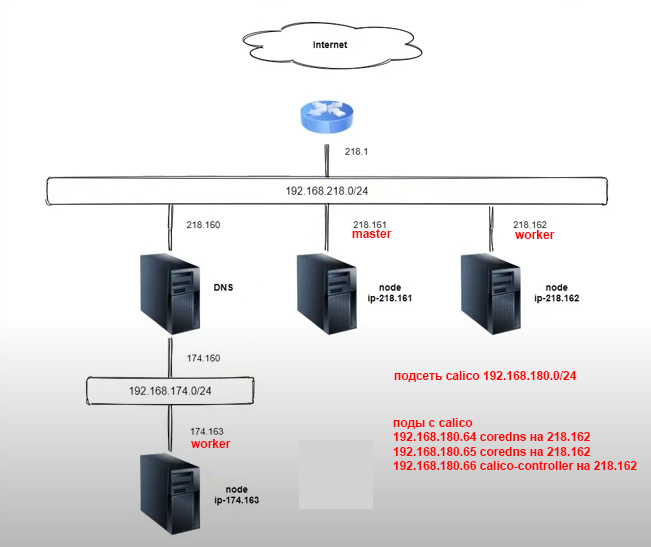 Internet
218.1
192.168.218.0/24
218.160
218.161
master
218.162
worker
DNS
node
ip-218.161
node
ip-218.162
174.160
192.168.174.0/24
подсеть calico 192.168.180.0/24
174.163
worker
поды с calico
192.168.180.64 coredns на 218.162
192.168.180.65 coredns на 218.162
192.168.180.66 calico-controller на 218.162
node
ip-174.163